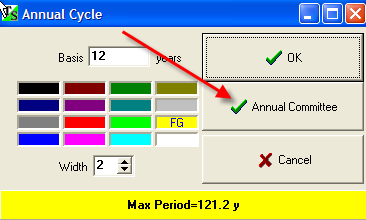 Annual Cycle
Basis 12 years
OK
FG
Annual Committee
Width 2
Cancel
Max Period=121.2 y